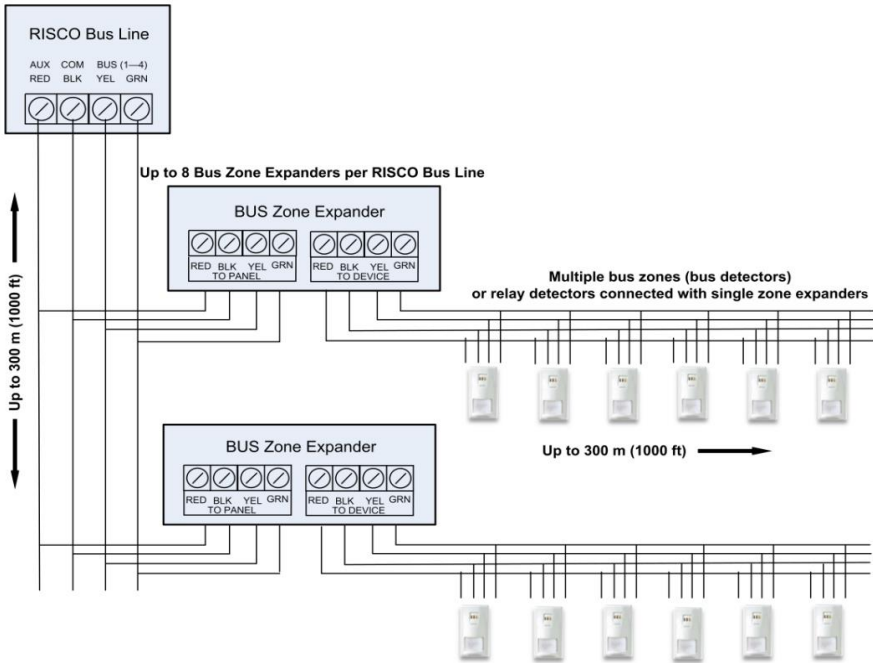 RISCO Bus Line
AUX COM BUS (1—4)
RED BLK YEL GRN
Up to 8 Bus Zone Expanders per RISCO Bus Line
BUS Zone Expander
RED BLK YEL GRN RED BLK YEL GRN
TO PANEL TO DEVICE
Multiple bus zones (bus detectors)
or relay detectors connected with single zone expanders
Up to 300 m (1000 ft)
BUS Zone Expander
RED BLK YEL GRN RED BLK YEL GRN
TO PANEL TO DEVICE
Up to 300 m (1000 ft)